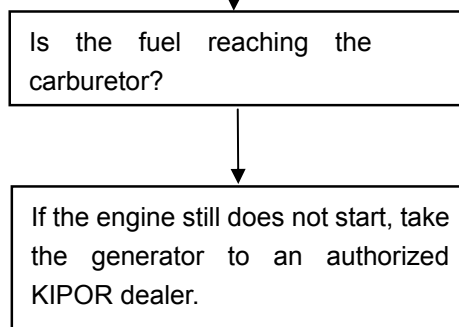 Is the fuel reaching the
carburetor?
If the engine still does not start, take
the generator to an authorized
KIPOR dealer.